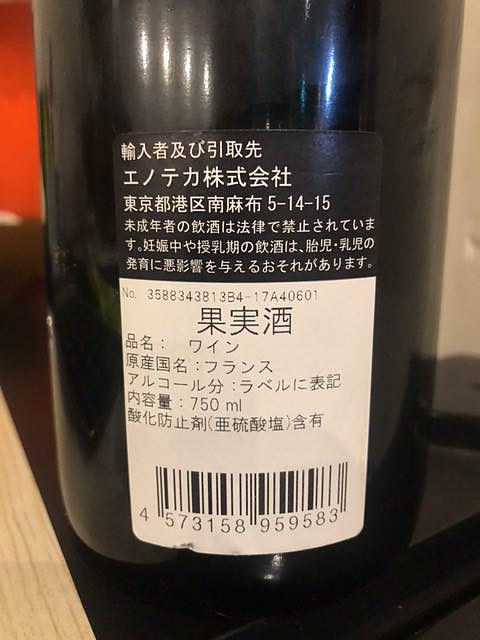 輸入者及び引取先
エノテカ株式会社
東京都港区南麻布 5-14-15
未成年者の飲酒は法律で禁止されていま
す。妊娠中や授乳期の飲酒は、胎児・乳児の
発育に悪影響を与えるおそれがあります。
No. 3588343813B4-17A40601
果実酒
品名： ワイン
原産国名：フランス
アルコール分：ラベルに表記
内容量：750 ml
酸化防止剤(亜硫酸塩)含有
4 573158 959583